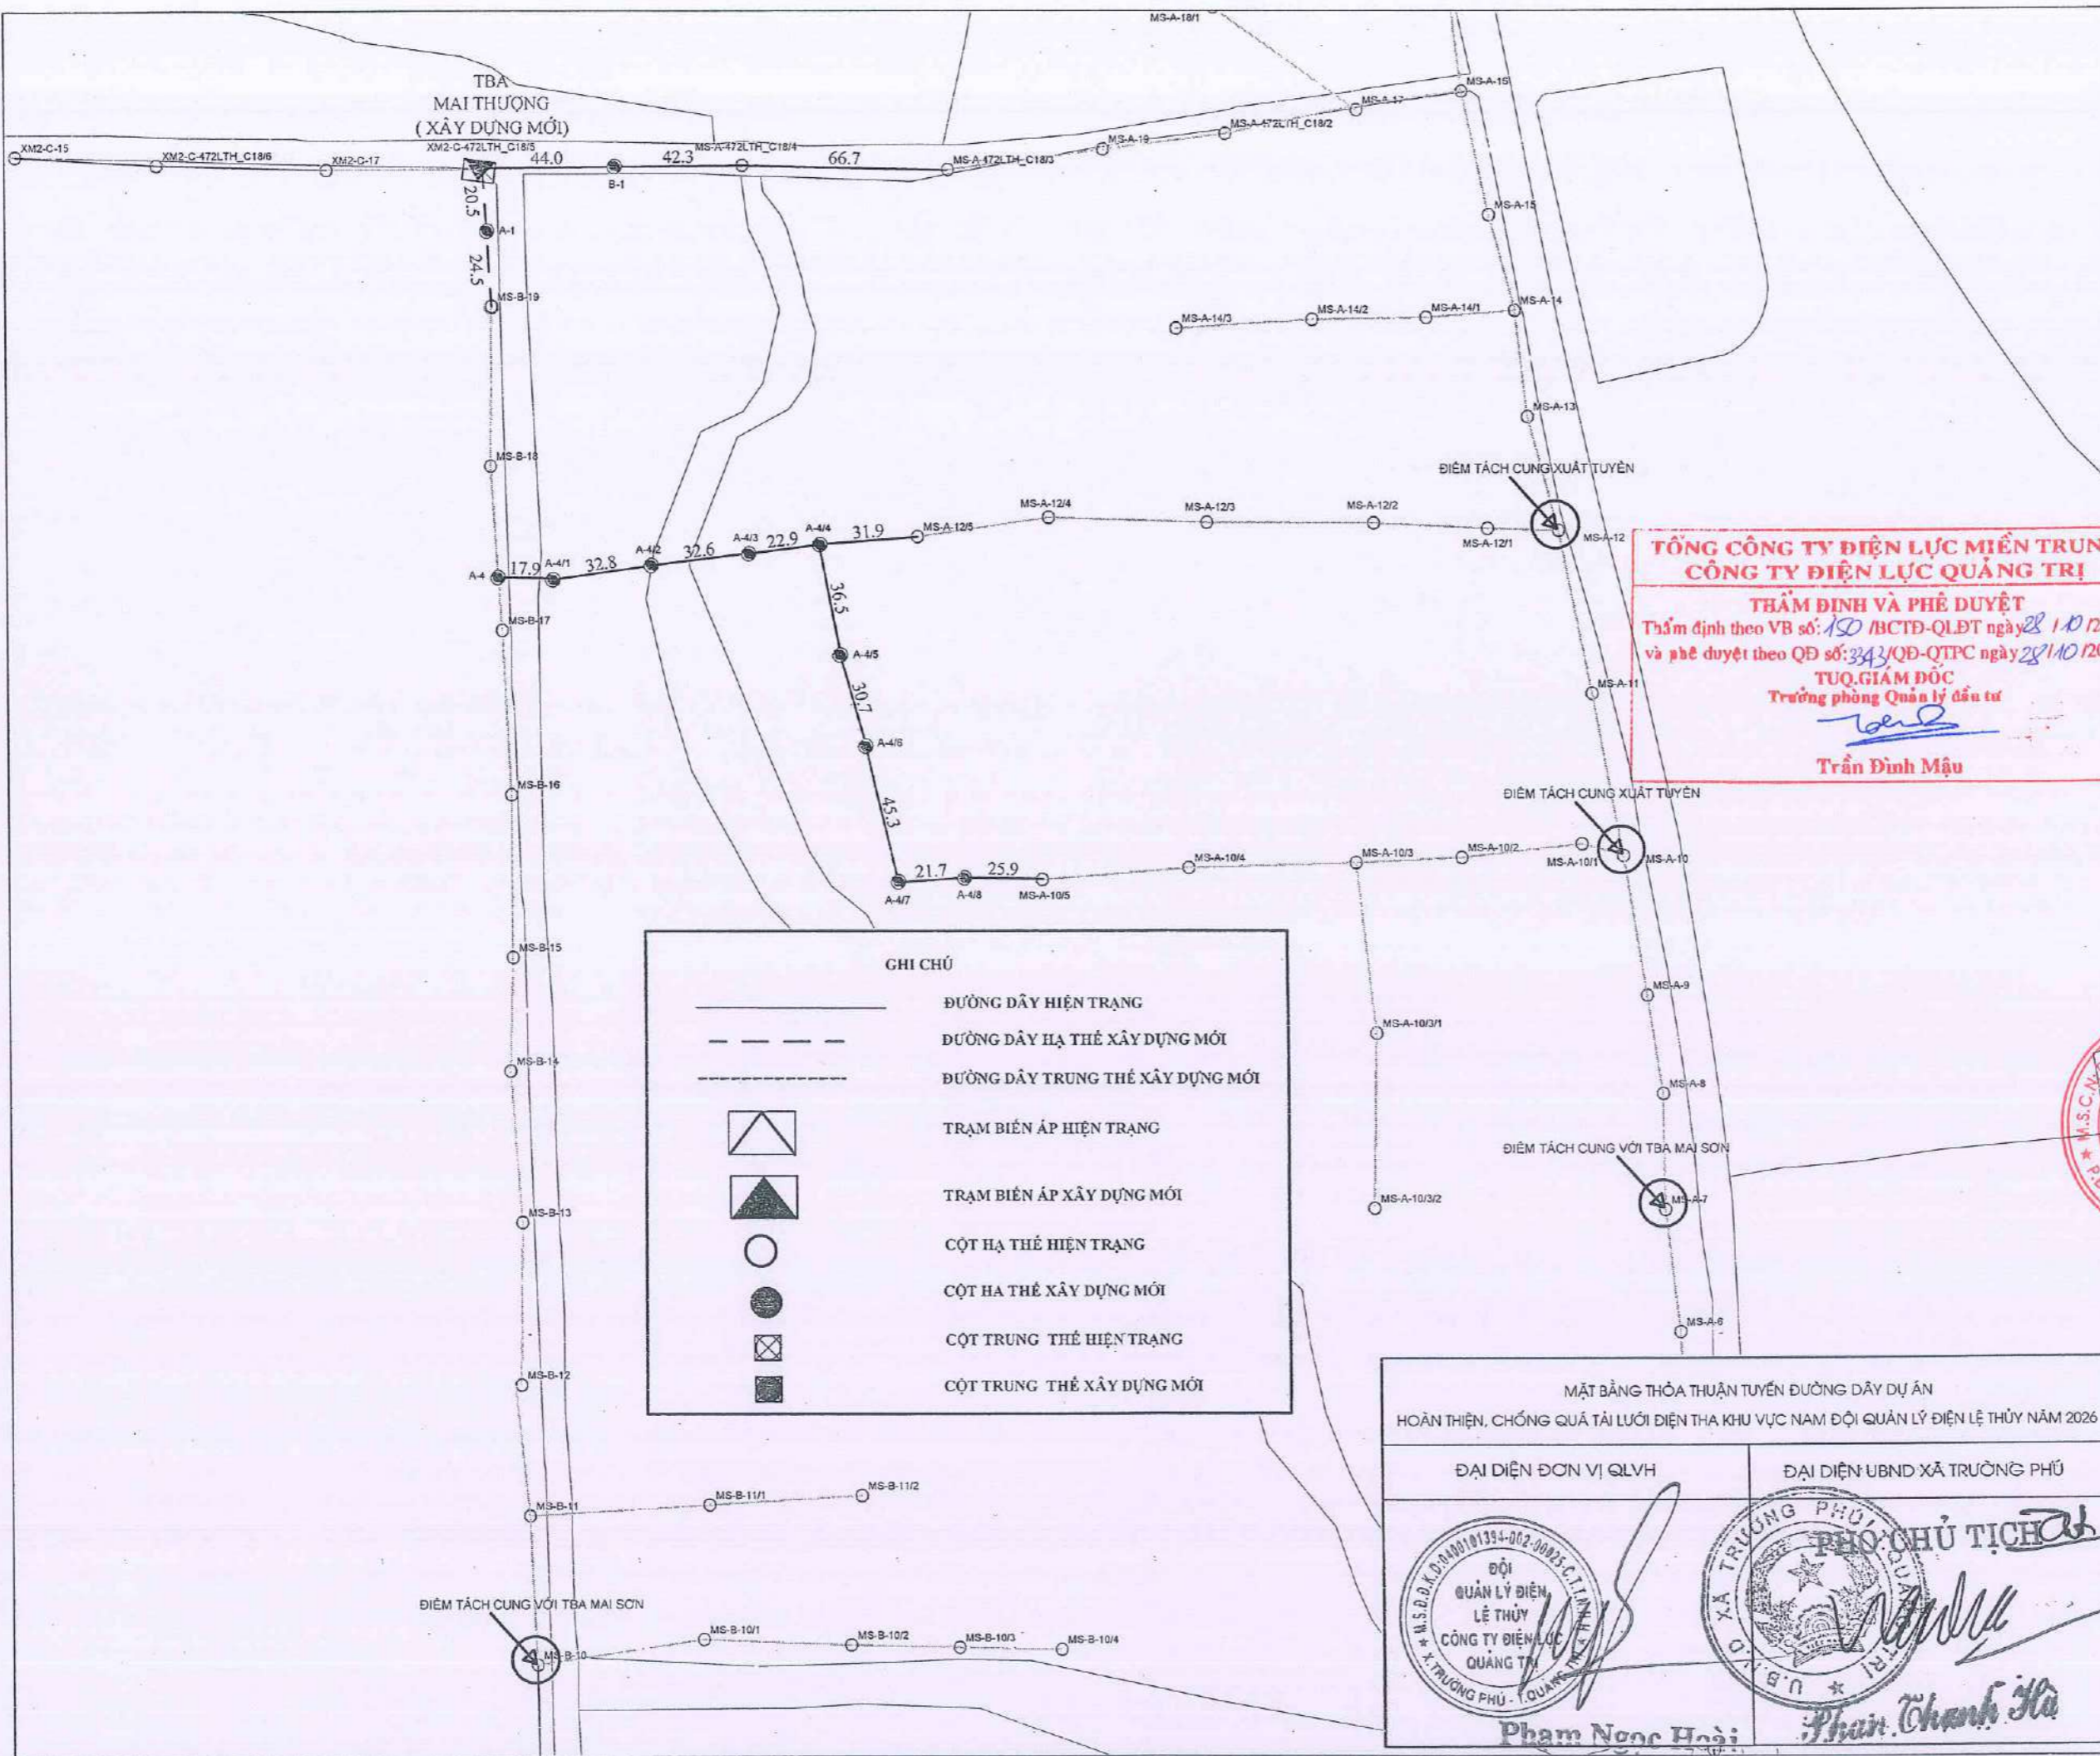 MS-A-18/1
TBA
MAI THƯỢNG
( XÂY DỰNG MỚI)
MS-A-16
MS-A-17
MS-A-472LTH_C18/2
MS-A-19
XM2-C-15
XM2-C-472LTH_C18/6
XM2-C-17
XM2-C-472LTH_C18/5
44.0
B-1
42.3
MS-A-472LTH_C18/4
66.7
MS-A-472LTH_C18/3
20.5
A-1
24.5
MS-B-19
MS-A-15
MS-A-14/3
MS-A-14/2
MS-A-14/1
MS-A-14
MS-A-13
MS-B-18
ĐIỂM TÁCH CUNG XUẤT TUYẾN
A-4
17.9
A-4/1
32.8
A-4/2
32.6
A-4/3
22.9
A-4/4
31.9
MS-A-12/5
MS-A-12/4
MS-A-12/3
MS-A-12/2
MS-A-12/1
MS-A-12
36.5
MS-B-17
A-4/5
30.7
A-4/6
45.3
MS-A-11
MS-B-16
TỔNG CÔNG TY ĐIỆN LỰC MIỀN TRUN
CÔNG TY ĐIỆN LỰC QUẢNG TRỊ
THẨM ĐỊNH VÀ PHÊ DUYỆT
Thẩm định theo VB số: 150 /BCTĐ-QLĐT ngày 28 / 10 /2
và phê duyệt theo QĐ số: 3343/QĐ-QTPC ngày 28/10/20
TUQ.GIÁM ĐỐC
Trưởng phòng Quản lý đầu tư
Trần Đình Mậu
ĐIỂM TÁCH CUNG XUẤT TUYẾN
A-4/7
21.7
A-4/8
25.9
MS-A-10/5
MS-A-10/4
MS-A-10/3
MS-A-10/2
MS-A-10/1
MS-A-10
MS-B-15
MS-A-9
MS-A-10/3/1
MS-B-14
MS-A-8
ĐIỂM TÁCH CUNG VỚI TBA MAI SƠN
MS-A-7
MS-A-10/3/2
MS-B-13
MS-A-6
MS-B-12
GHI CHÚ
ĐƯỜNG DÂY HIỆN TRẠNG
ĐƯỜNG DÂY HẠ THẾ XÂY DỰNG MỚI
ĐƯỜNG DÂY TRUNG THẾ XÂY DỰNG MỚI
TRẠM BIẾN ÁP HIỆN TRẠNG
TRẠM BIẾN ÁP XÂY DỰNG MỚI
CỘT HẠ THẾ HIỆN TRẠNG
CỘT HA THẾ XÂY DỰNG MỚI
CỘT TRUNG THẾ HIỆN TRẠNG
CỘT TRUNG THẾ XÂY DỰNG MỚI
MS-B-11
MS-B-11/1
MS-B-11/2
ĐIỂM TÁCH CUNG VỚI TBA MAI SƠN
MS-B-10
MS-B-10/1
MS-B-10/2
MS-B-10/3
MS-B-10/4
MẶT BẰNG THỎA THUẬN TUYẾN ĐƯỜNG DÂY DỰ ÁN
HOÀN THIỆN, CHỐNG QUÁ TẢI LƯỚI ĐIỆN THA KHU VỰC NAM ĐỘI QUẢN LÝ ĐIỆN LỆ THỦY NĂM 2026
ĐẠI DIỆN ĐƠN VỊ QLVH
ĐẠI DIỆN UBND XÃ TRƯỜNG PHÚ
M.S.D.Đ.K.D:0400101394-002-00025-C.T.T.N.H.H
ĐỘI
QUẢN LÝ ĐIỆN
LỆ THỦY
CÔNG TY ĐIỆN LỰC
QUẢNG TRỊ
X.TRƯỜNG PHÚ - T.QUẢNG TRỊ
Phạm Ngọc Hoài
PHÓ CHỦ TỊCH
U.B.N.D XÃ TRƯỜNG PHÚ
Phan Thanh Hà
M.S.C.N